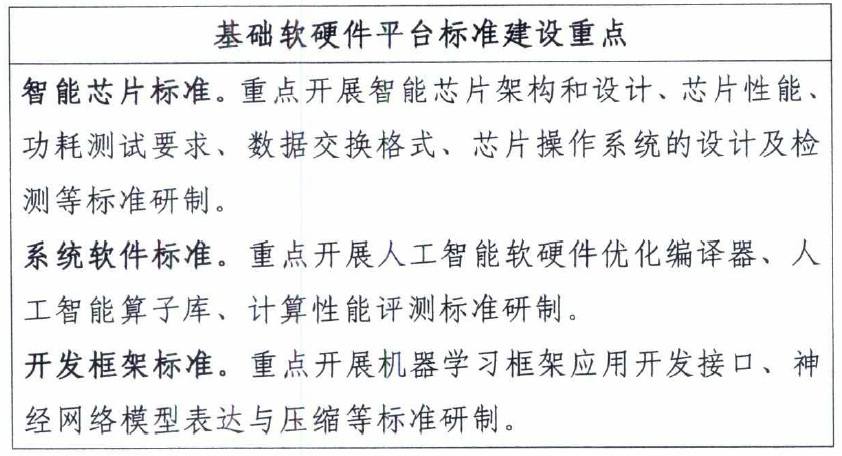 基础软硬件平台标准建设重点
智能芯片标准。重点开展智能芯片架构和设计、芯片性能、
功耗测试要求、数据交换格式、芯片操作系统的设计及检
测等标准研制。
系统软件标准。重点开展人工智能软硬件优化编译器、人
工智能算子库、计算性能评测标准研制。
开发框架标准。重点开展机器学习框架应用开发接口、神
经网络模型表达与压缩等标准研制。